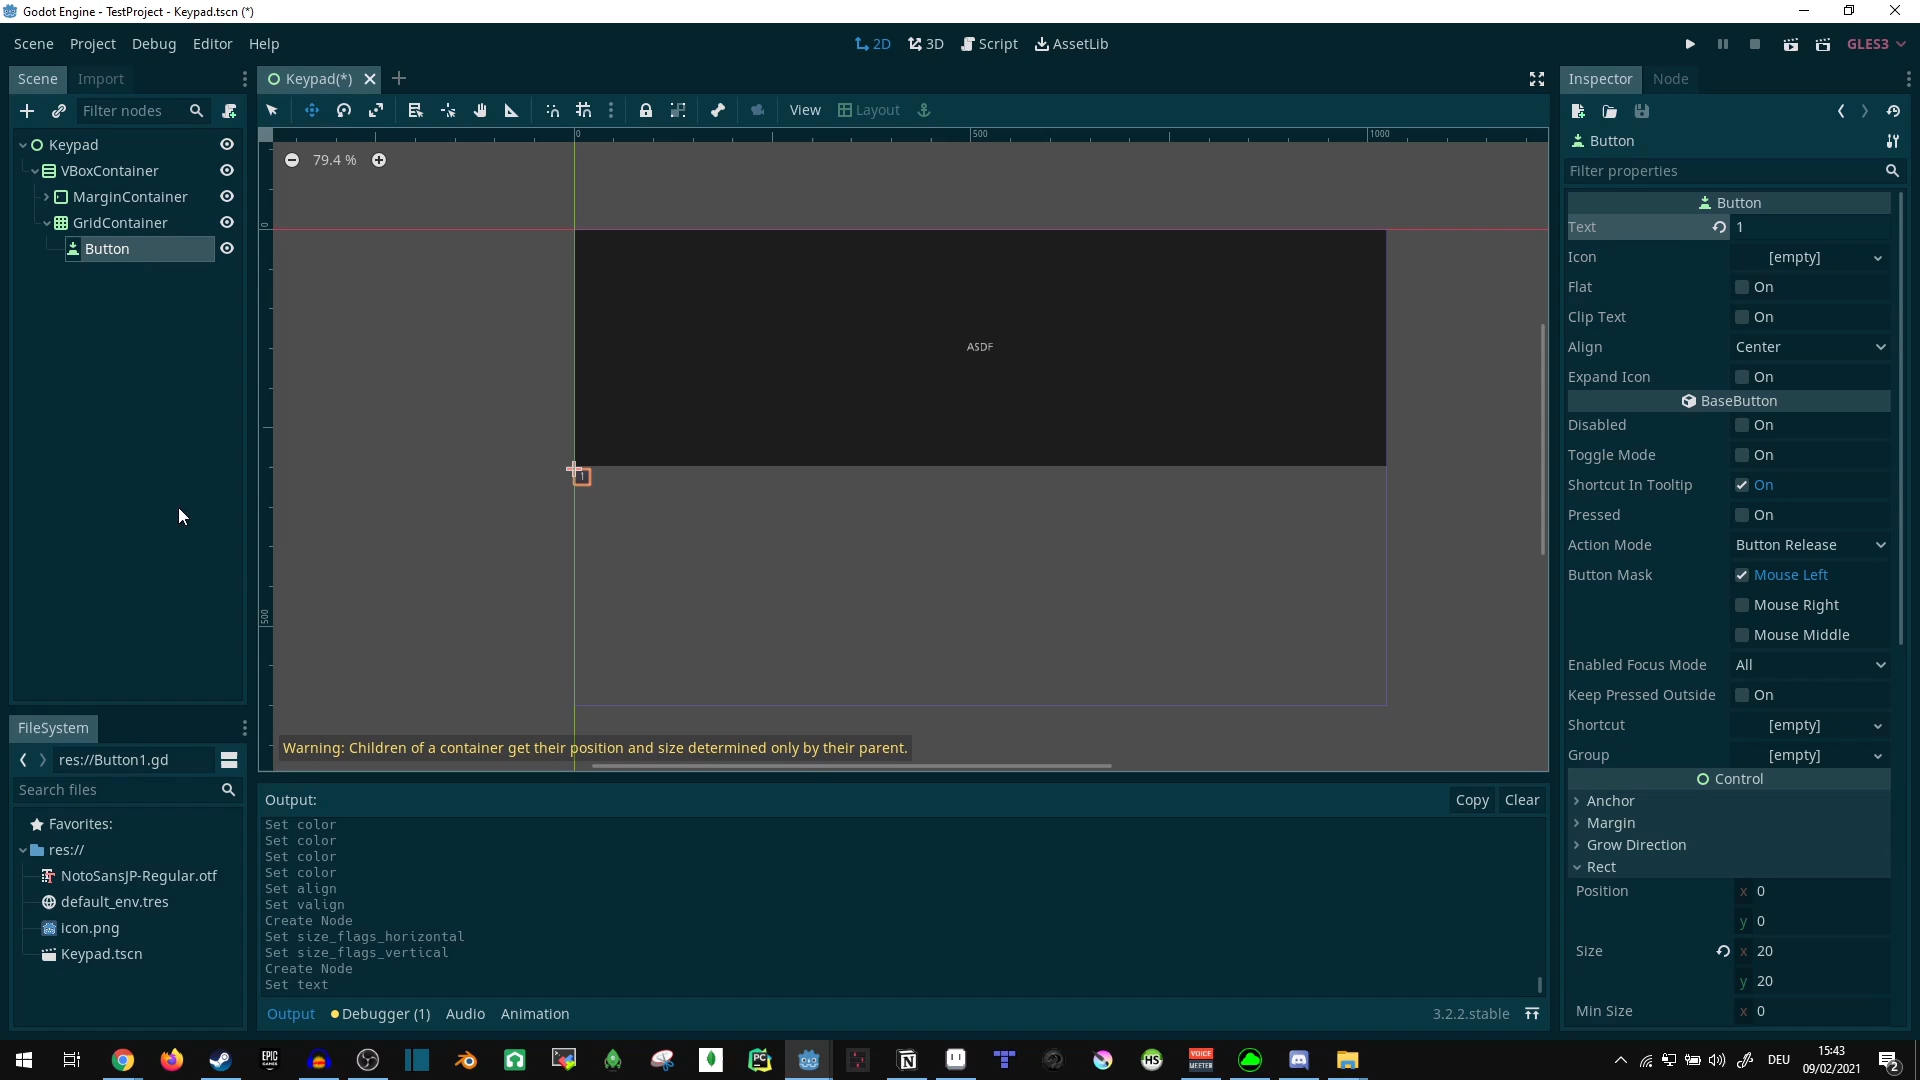 Godot Engine - TestProject - Keypad.tscn (*)
Scene Project Debug Editor Help
2D 3D Script AssetLib
GLES3
Scene Import
Keypad(*)
Inspector Node
Filter nodes
View Layout
Keypad
VBoxContainer
MarginContainer
GridContainer
Button
0 500 1000
79.4 %
0
500
ASDF
1
Warning: Children of a container get their position and size determined only by their parent.
Button
Filter properties
Button
Text 1
Icon [empty]
Flat On
Clip Text On
Align Center
Expand Icon On
BaseButton
Disabled On
Toggle Mode On
Shortcut In Tooltip On
Pressed On
Action Mode Button Release
Button Mask Mouse Left
Mouse Right
Mouse Middle
Enabled Focus Mode All
Keep Pressed Outside On
Shortcut [empty]
Group [empty]
Control
Anchor
Margin
Grow Direction
Rect
Position x 0
y 0
Size x 20
y 20
Min Size x 0
FileSystem
res://Button1.gd
Search files
Favorites:
res://
NotoSansJP-Regular.otf
default_env.tres
icon.png
Keypad.tscn
Output:
Copy Clear
Set color
Set color
Set color
Set color
Set align
Set valign
Create Node
Set size_flags_horizontal
Set size_flags_vertical
Create Node
Set text
Output Debugger (1) Audio Animation
3.2.2.stable
EPIC GAMES
PC
HS
VOICE MEETER
DEU
15:43
09/02/2021
2